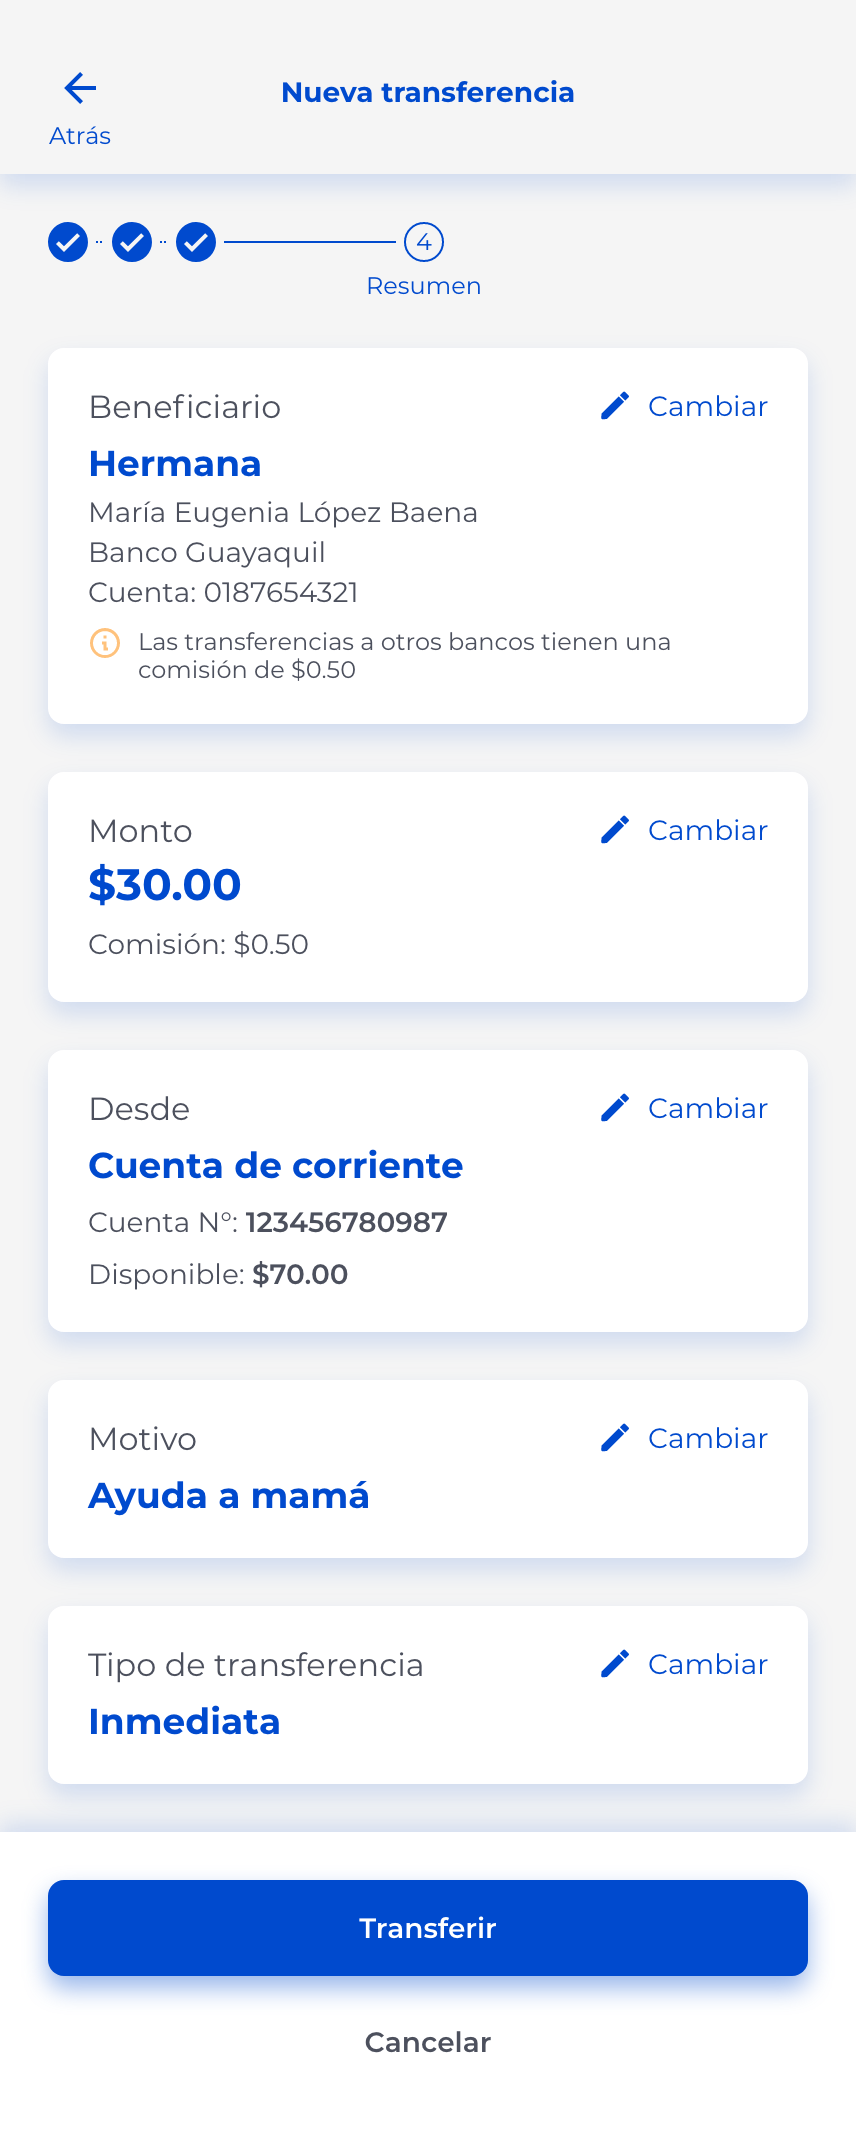 Nueva transferencia
Atrás
4
Resumen
Beneficiario
Cambiar
Hermana
María Eugenia López Baena
Banco Guayaquil
Cuenta: 0187654321
Las transferencias a otros bancos tienen una
comisión de $0.50
Monto
Cambiar
$30.00
Comisión: $0.50
Desde
Cambiar
Cuenta de corriente
Cuenta N°: 123456780987
Disponible: $70.00
Motivo
Cambiar
Ayuda a mamá
Tipo de transferencia
Cambiar
Inmediata
Transferir
Cancelar